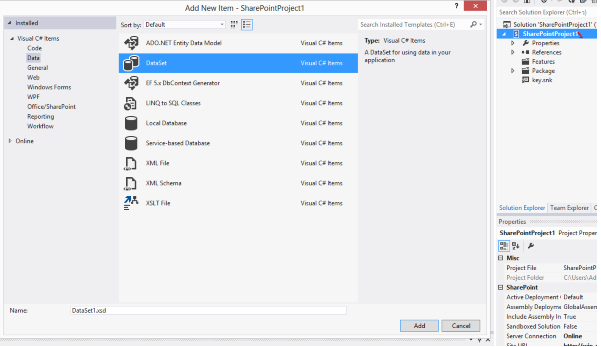 Add New Item - SharePointProject1
Installed
Sort by: Default
Search Installed Templates (Ctrl+E)
Visual C# Items
Code
Data
General
Web
Windows Forms
WPF
Office/SharePoint
Reporting
Workflow
Online
ADO.NET Entity Data Model Visual C# Items
DataSet Visual C# Items
EF 5.x DbContext Generator Visual C# Items
LINQ to SQL Classes Visual C# Items
Local Database Visual C# Items
Service-based Database Visual C# Items
XML File Visual C# Items
XML Schema Visual C# Items
XSLT File Visual C# Items
Type: Visual C# Items
A DataSet for using data in your
application
Name: DataSet1.xsd
Add Cancel
Search Solution Explorer (Ctrl+;)
Solution 'SharePointProject1' (
SharePointProject1
Properties
References
Features
Package
key.snk
Solution Explorer Team Explorer C
Properties
SharePointProject1 Project Proper
Misc
Project File SharePointP
Project Folder C:\Users\Ad
SharePoint
Active Deployment Default
Assembly Deployme GlobalAsse
Include Assembly In True
Sandboxed Solution False
Server Connection Online
Site URL